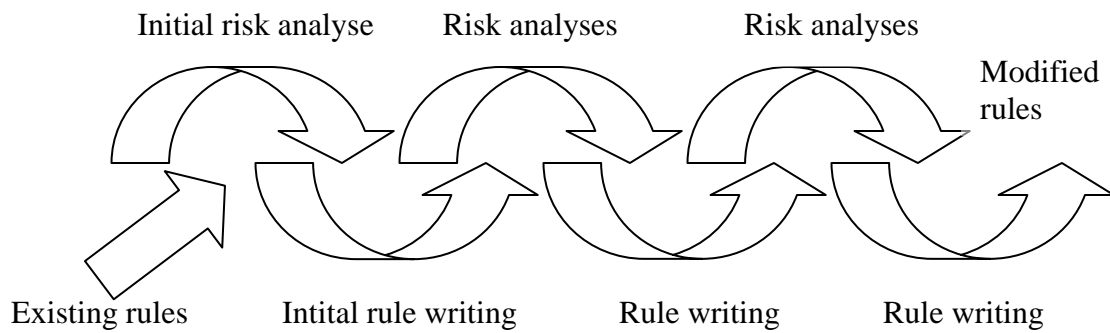 Initial risk analyse
Risk analyses
Risk analyses
Modified
rules
Existing rules
Intital rule writing
Rule writing
Rule writing